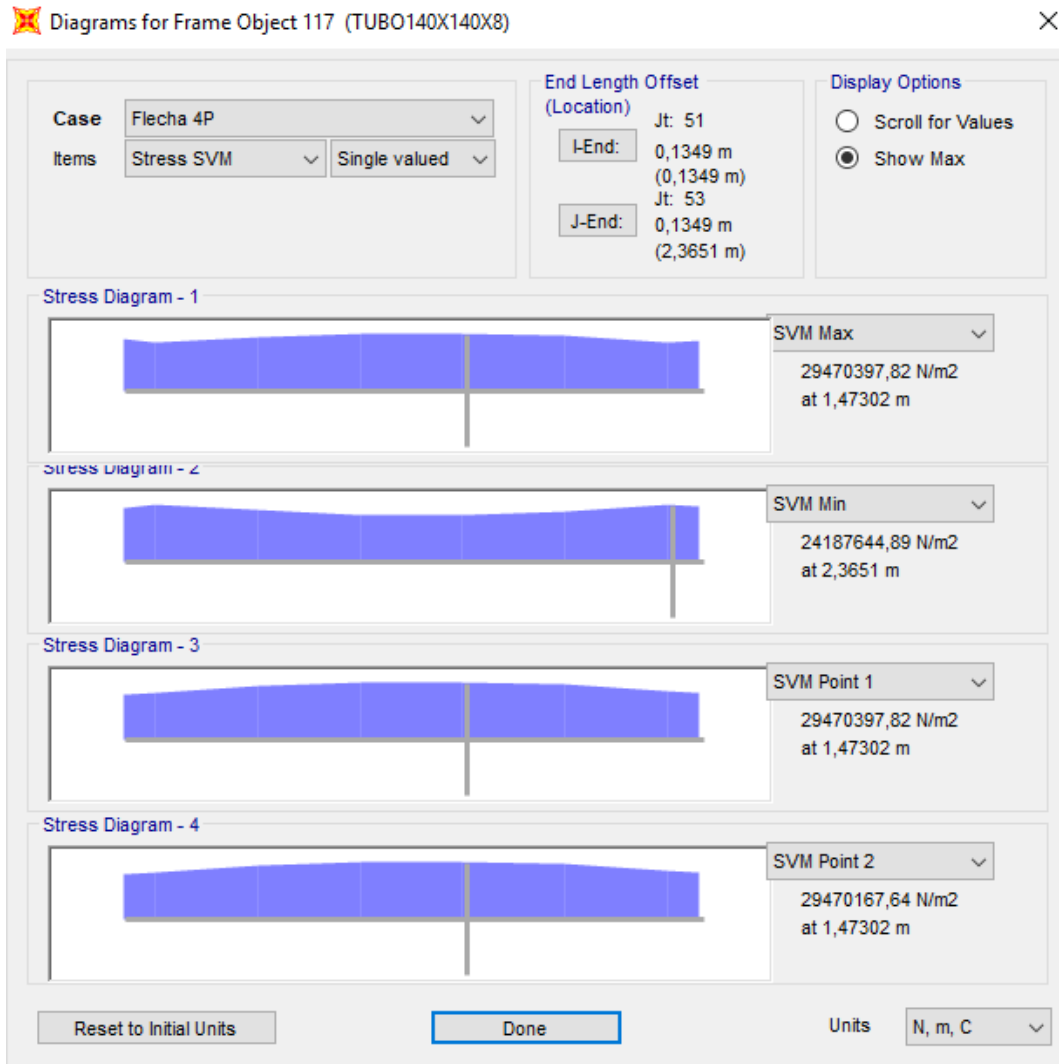 Diagrams for Frame Object 117 (TUBO140X140X8)
Case Flecha 4P
Items Stress SVM Single valued
End Length Offset
(Location)
I-End:
Jt: 51
0,1349 m
(0,1349 m)
J-End:
Jt: 53
0,1349 m
(2,3651 m)
Display Options
Scroll for Values
Show Max
Stress Diagram - 1
SVM Max
29470397,82 N/m2
at 1,47302 m
Stress Diagram - 2
SVM Min
24187644,89 N/m2
at 2,3651 m
Stress Diagram - 3
SVM Point 1
29470397,82 N/m2
at 1,47302 m
Stress Diagram - 4
SVM Point 2
29470167,64 N/m2
at 1,47302 m
Reset to Initial Units
Done
Units N, m, C